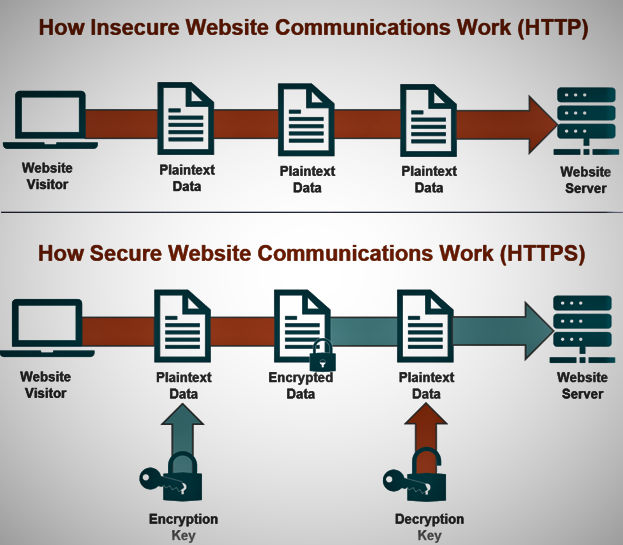 How Insecure Website Communications Work (HTTP)
Website
Visitor
Plaintext
Data
Plaintext
Data
Plaintext
Data
Website
Server
How Secure Website Communications Work (HTTPS)
Website
Visitor
Plaintext
Data
Encrypted
Data
Plaintext
Data
Website
Server
Encryption
Key
Decryption
Key